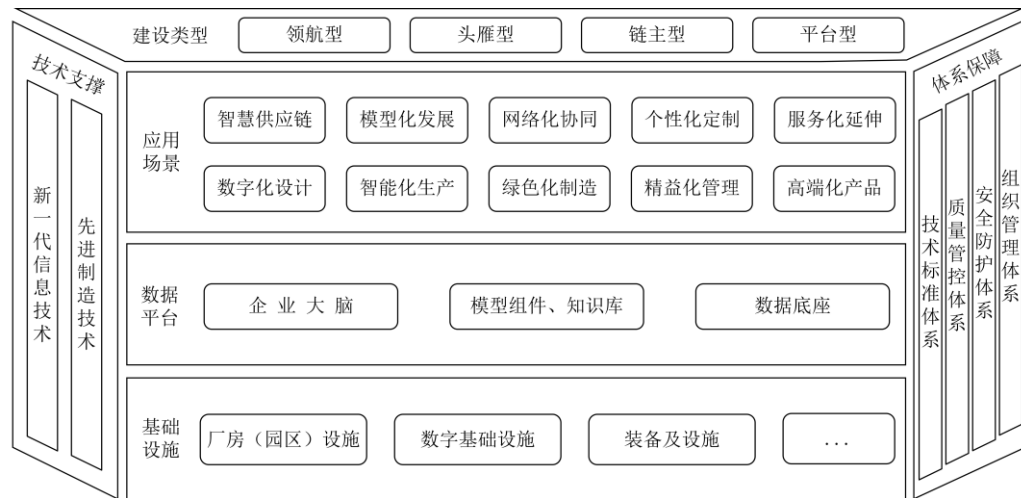 建设类型 领航型 头雁型 链主型 平台型
技术支撑
新一代信息技术
先进制造技术
应用场景
智慧供应链 模型化发展 网络化协同 个性化定制 服务化延伸
数字化设计 智能化生产 绿色化制造 精益化管理 高端化产品
数据平台
企业大脑 模型组件、知识库 数据底座
基础设施
厂房（园区）设施 数字基础设施 装备及设施 ...
体系保障
技术标准体系
质量管控体系
安全防护体系
组织管理体系